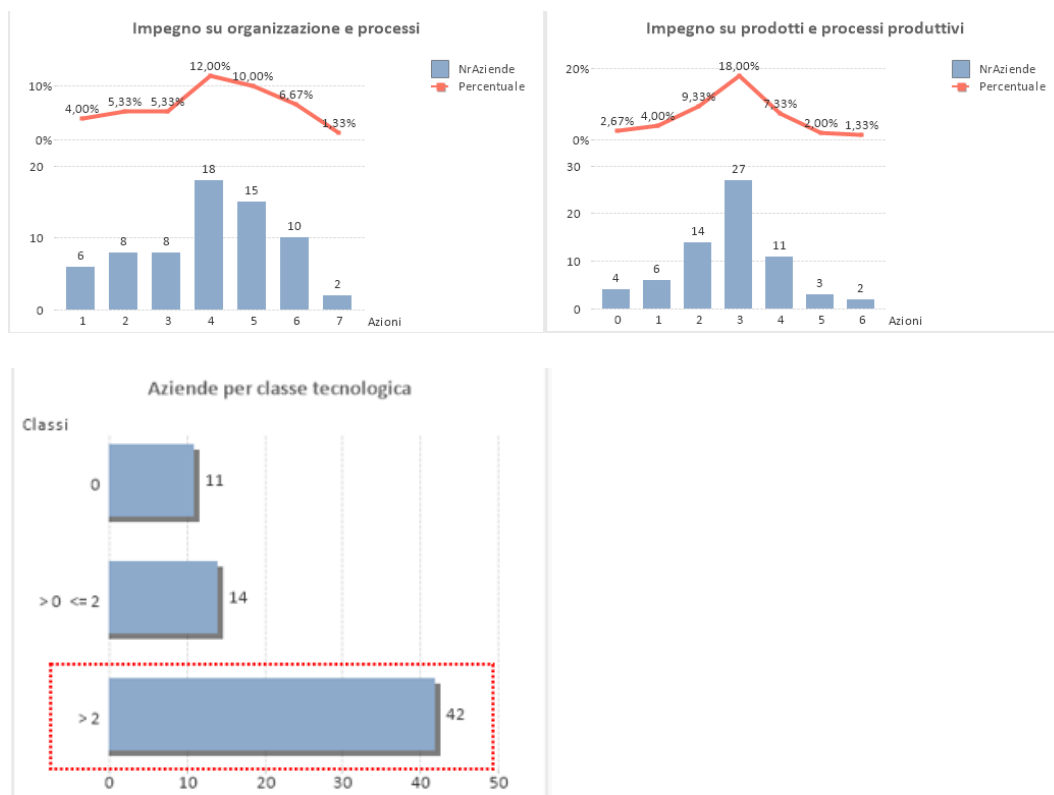 Impegno su organizzazione e processi
NrAziende
Percentuale
12,00%
10,00%
10%
6,67%
4,00% 5,33% 5,33%
1,33%
0%
20
18
15
10
10
8 8
6
2
0
1 2 3 4 5 6 7 Azioni
Impegno su prodotti e processi produttivi
NrAziende
Percentuale
20%
18,00%
9,33%
7,33%
2,67% 4,00%
2,00% 1,33%
0%
30
27
20
14
11
10
6
4
3
2
0
0 1 2 3 4 5 6 Azioni
Aziende per classe tecnologica
Classi
0
11
> 0 <= 2
14
> 2
42
0 10 20 30 40 50